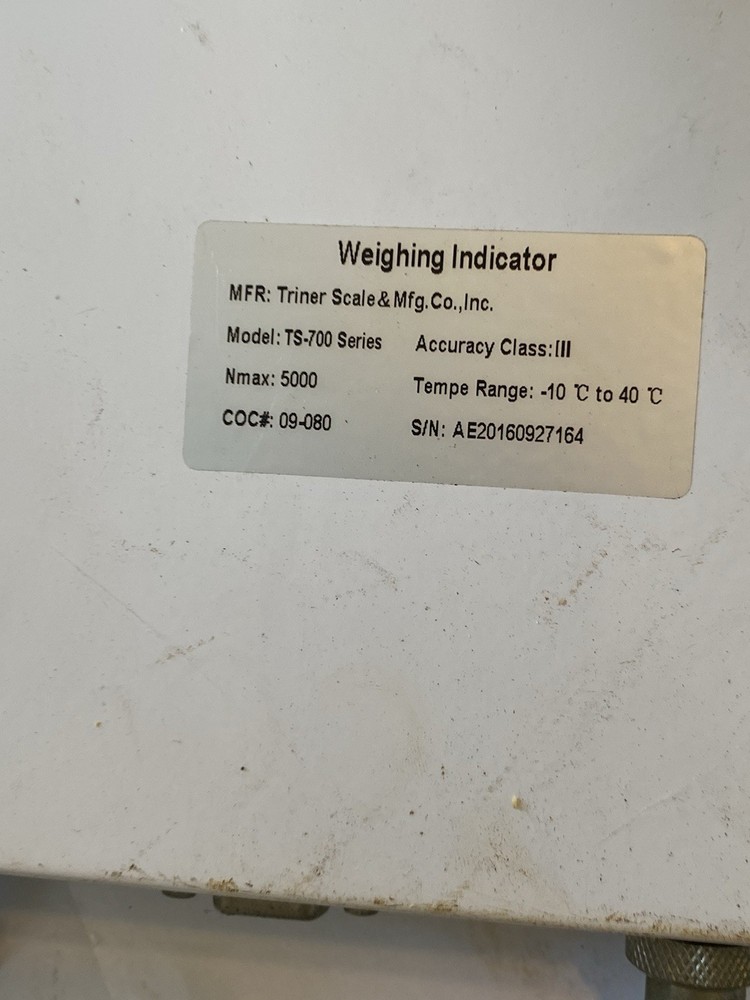 Weighing Indicator
MFR: Triner Scale & Mfg.Co.,Inc.
Model: TS-700 Series Accuracy Class:III
Nmax: 5000 Tempe Range: -10 ℃ to 40 ℃
COC#: 09-080 S/N: AE20160927164